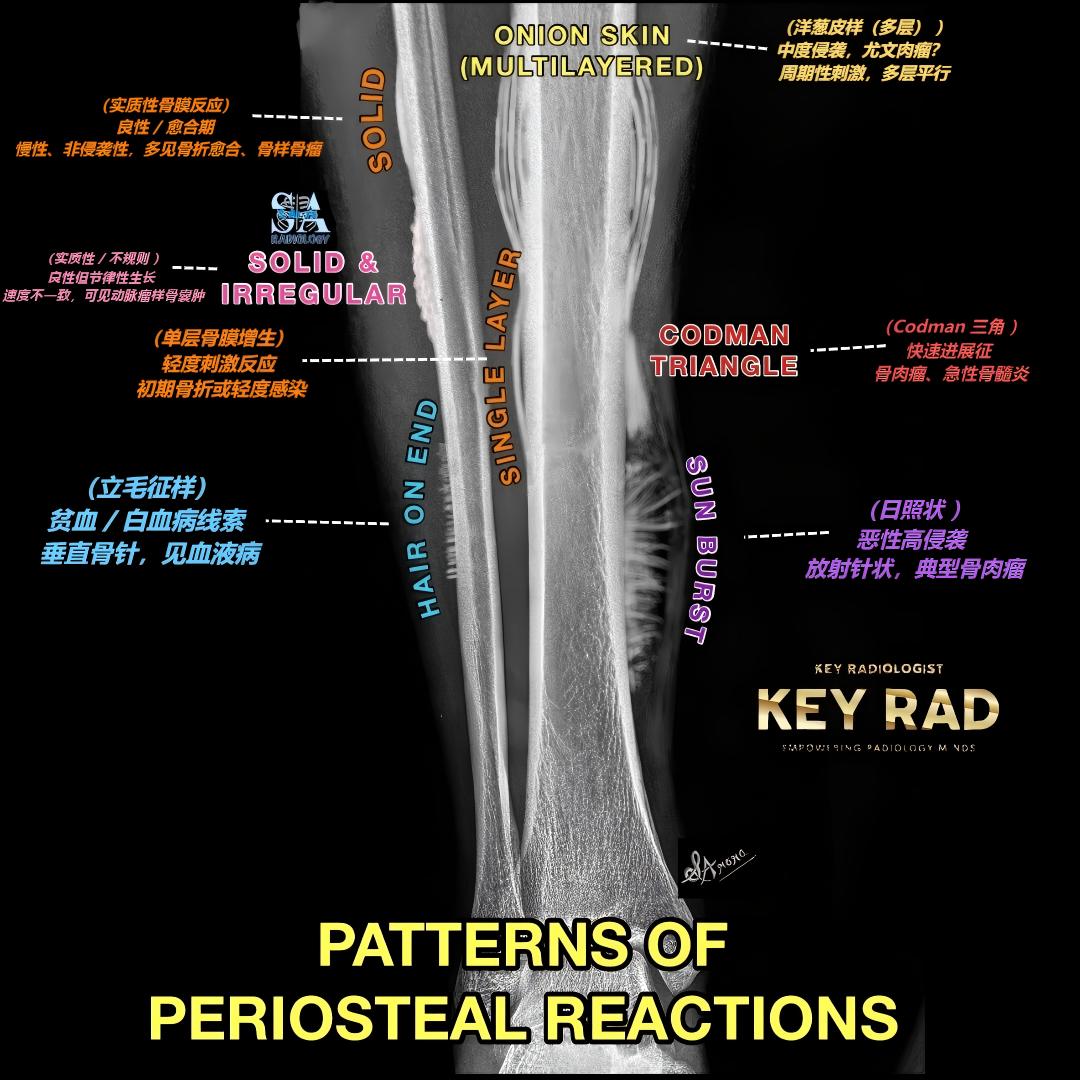 ONION SKIN
(MULTILAYERED)
(洋葱皮样（多层）)
中度侵袭，尤文肉瘤？
周期性刺激，多层平行
SOLID
(实质性骨膜反应)
良性 / 愈合期
慢性、非侵袭性，多见骨折愈合、骨样骨瘤
SA
RADIOLOGY
SOLID &
IRREGULAR
(实质性 / 不规则 )
良性但节律性生长
速度不一致，可见动脉瘤样骨囊肿
SINGLE LAYER
(单层骨膜增生)
轻度刺激反应
初期骨折或轻度感染
CODMAN
TRIANGLE
(Codman 三角 )
快速进展征
骨肉瘤、急性骨髓炎
HAIR ON END
(立毛征样)
贫血 / 白血病线索
垂直骨针，见血液病
SUN BURST
(日照状 )
恶性高侵袭
放射针状，典型骨肉瘤
KEY RADIOLOGIST
KEY RAD
EMPOWERING RADIOLOGY MINDS
PATTERNS OF
PERIOSTEAL REACTIONS